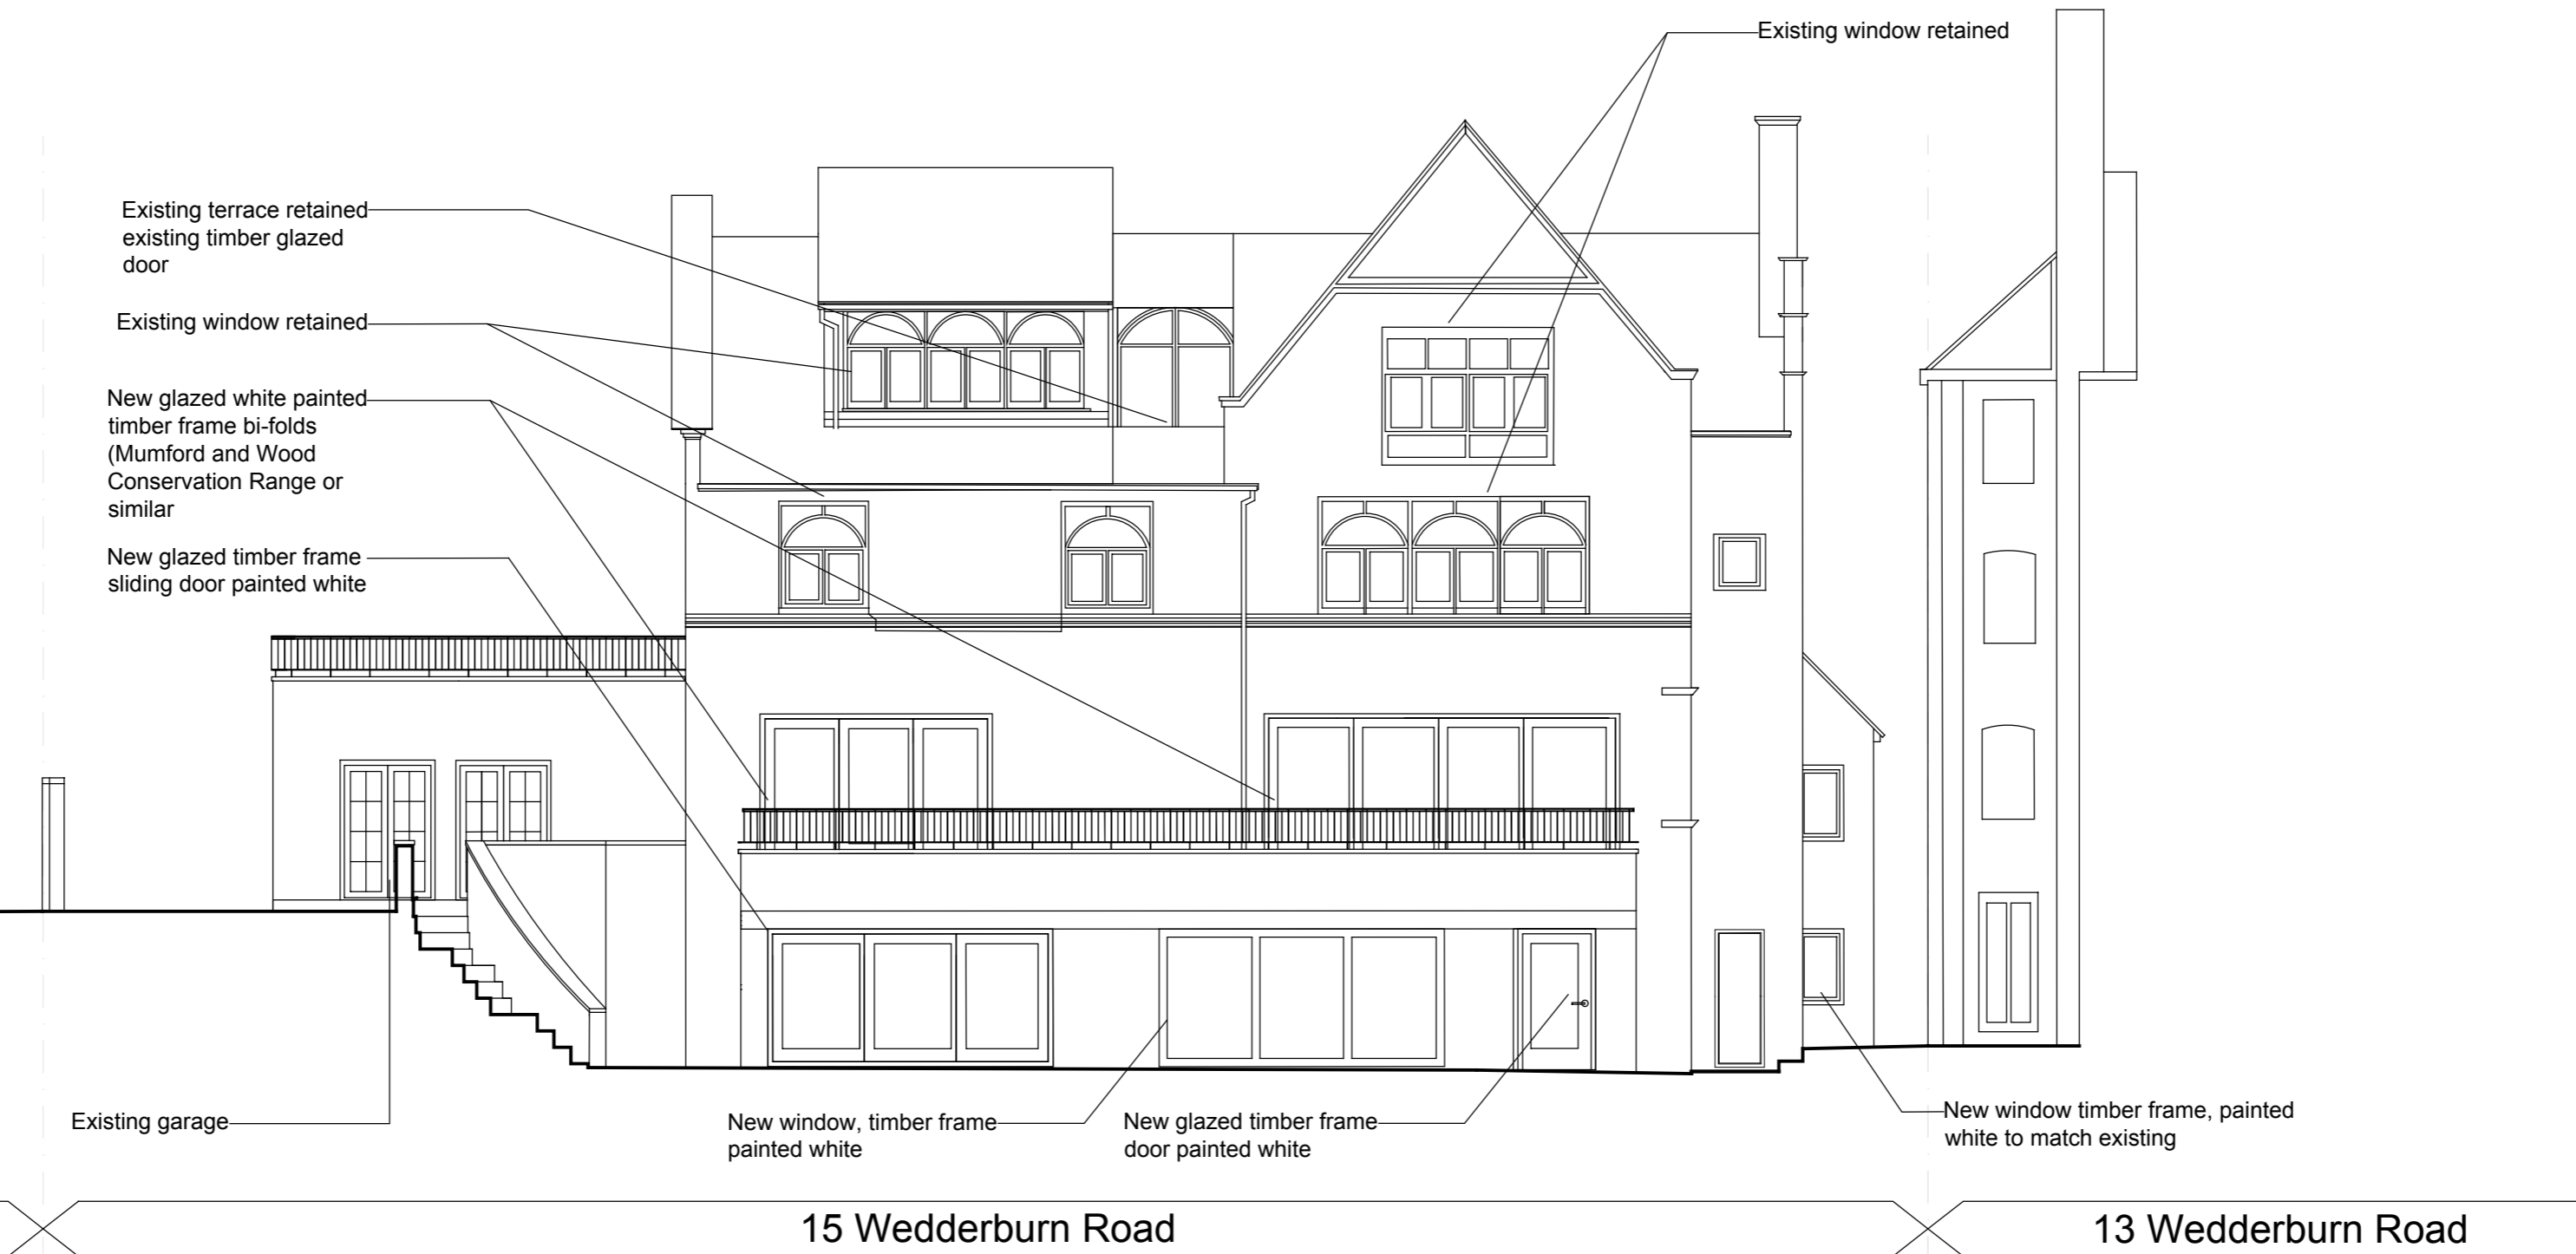 Existing window retained
Existing terrace retained
existing timber glazed
door
Existing window retained
New glazed white painted
timber frame bi-folds
(Mumford and Wood
Conservation Range or
similar
New glazed timber frame
sliding door painted white
Existing garage
New window, timber frame
painted white
New glazed timber frame
door painted white
New window timber frame, painted
white to match existing
15 Wedderburn Road
13 Wedderburn Road